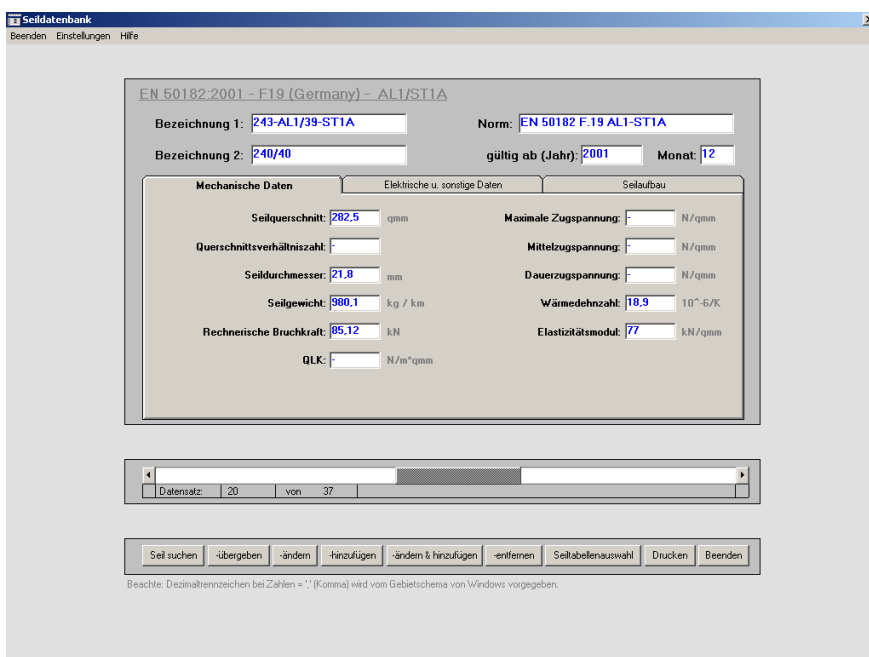 Seildatenbank
Beenden Einstellungen Hilfe
EN 50182:2001 - F19 (Germany) - AL1/ST1A
Bezeichnung 1: 243-AL1/39-ST1A Norm: EN 50182 F.19 AL1-ST1A
Bezeichnung 2: 240/40 gültig ab (Jahr): 2001 Monat: 12
Mechanische Daten Elektrische u. sonstige Daten Seilaufbau
Seilquerschnitt: 282,5 qmm Maximale Zugspannung: - N/qmm
Querschnittsverhältniszahl: - Mittelzugspannung: - N/qmm
Seildurchmesser: 21,8 mm Dauerzugspannung: - N/qmm
Seilgewicht: 980,1 kg / km Wärmedehnzahl: 18,9 10^-6/K
Rechnerische Bruchkraft: 85,12 kN Elastizitätsmodul: 77 kN/qmm
QLK: - N/m*qmm
Datensatz: 20 von 37
Seil suchen -übergeben -ändern -hinzufügen -ändern & hinzufügen -entfernen Seiltabellenauswahl Drucken Beenden
Beachte: Dezimaltrennzeichen bei Zahlen = ',' (Komma) wird vom Gebietschema von Windows vorgegeben.